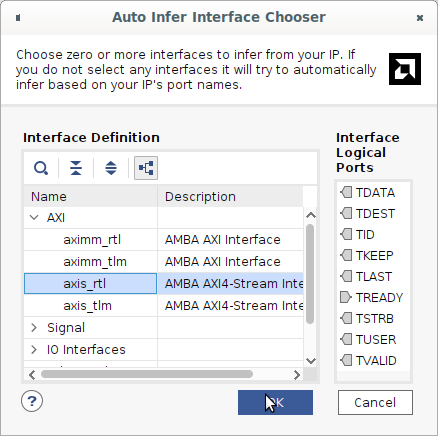 Auto Infer Interface Chooser
Choose zero or more interfaces to infer from your IP. If
you do not select any interfaces it will try to automatically
infer based on your IP's port names.
Interface Definition
Name Description
AXI
aximm_rtl AMBA AXI Interface
aximm_tlm AMBA AXI Interface
axis_rtl AMBA AXI4-Stream Inte
axis_tlm AMBA AXI4-Stream Inte
Signal
IO Interfaces
Interface
Logical
Ports
TDATA
TDEST
TID
TKEEP
TLAST
TREADY
TSTRB
TUSER
TVALID
?
Cancel